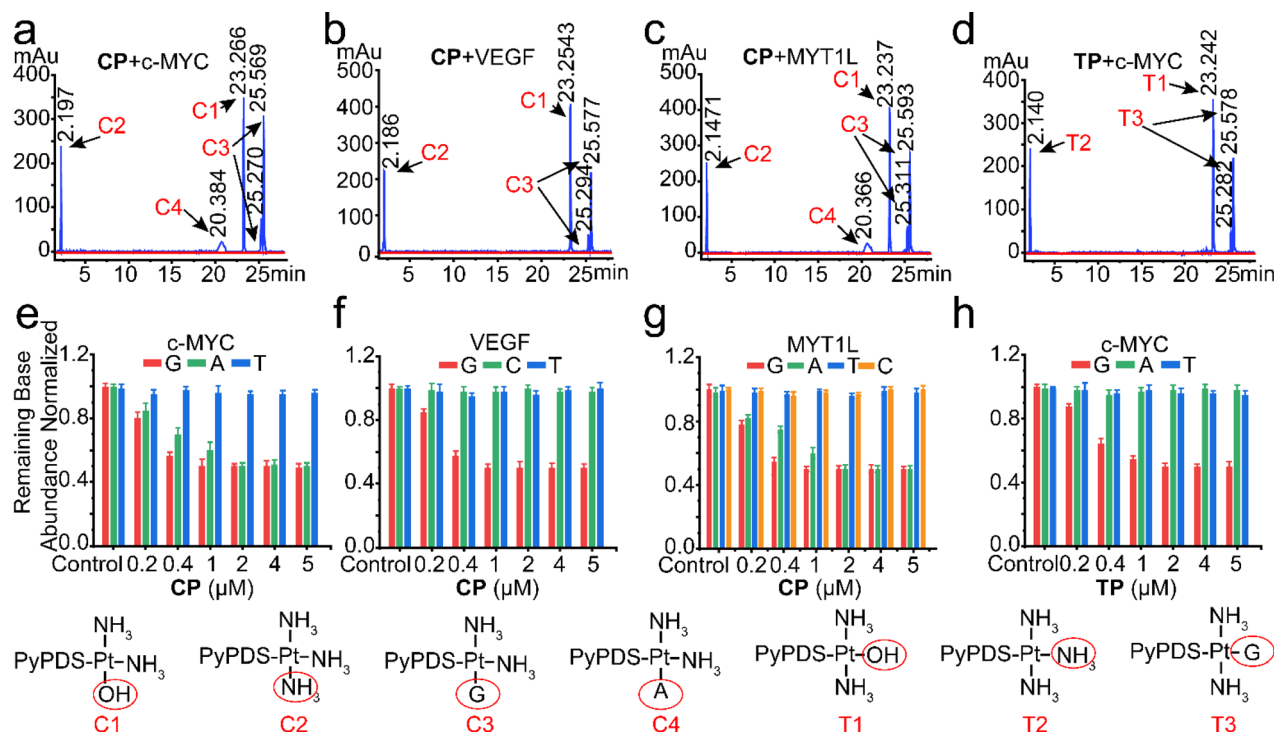 a
mAu
CP+c-MYC
400
300
200
100
0
2.197
C2
C4
20.384
C1
23.266
C3
25.270
25.569
5 10 15 20 25min
b
mAu
CP+VEGF
500
400
300
200
100
0
2.186
C2
C1
23.2543
C3
25.294
25.577
5 10 15 20 25min
c
mAu
CP+MYT1L
500
400
300
200
100
0
2.1471
C2
C4
20.366
C1
23.237
C3
25.311
25.593
5 10 15 20 25min
d
mAu
TP+c-MYC
400
300
200
100
0
2.140
T2
T1
23.242
T3
25.282
25.578
5 10 15 20 25min
e
c-MYC
G A T
Remaining Base
Abundance Normalized
1.2
0.8
0.4
0.0
Control 0.2 0.4 1 2 4 5
CP (µM)
f
VEGF
G C T
1.2
0.8
0.4
0.0
Control 0.2 0.4 1 2 4 5
CP (µM)
g
MYT1L
G A T C
1.2
0.8
0.4
0.0
Control 0.2 0.4 1 2 4 5
CP (µM)
h
c-MYC
G A T
1.2
0.8
0.4
0.0
Control 0.2 0.4 1 2 4 5
TP (µM)
NH3
PyPDS-Pt-NH3
OH
C1
NH3
PyPDS-Pt-NH3
NH3
C2
NH3
PyPDS-Pt-NH3
G
C3
NH3
PyPDS-Pt-NH3
A
C4
NH3
PyPDS-Pt-OH
NH3
T1
NH3
PyPDS-Pt-NH3
NH3
T2
NH3
PyPDS-Pt-G
NH3
T3